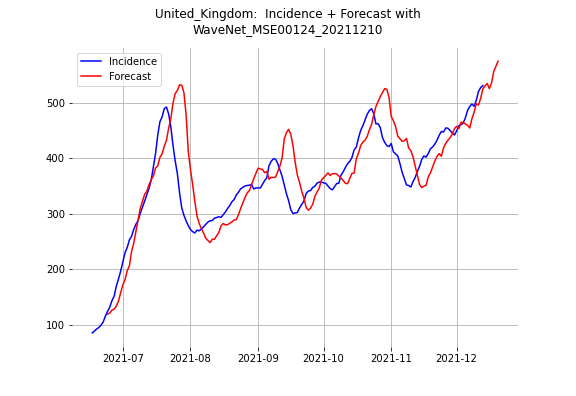 United_Kingdom:  Incidence + Forecast with
WaveNet_MSE00124_20211210
Incidence
Forecast
500
400
300
200
100
2021-07 2021-08 2021-09 2021-10 2021-11 2021-12